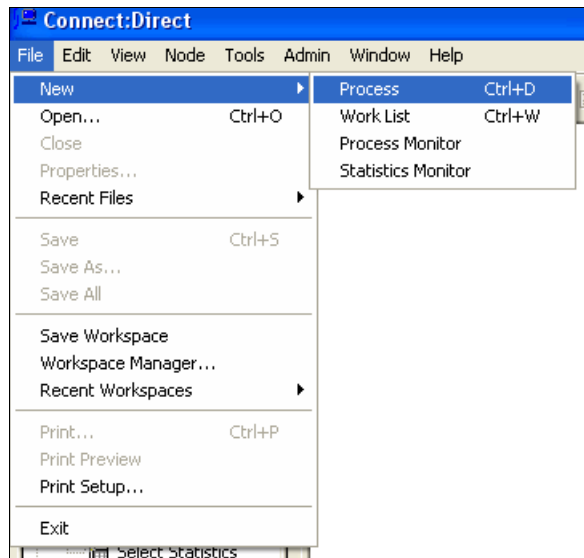 Connect:Direct
File Edit View Node Tools Admin Window Help
New
Process Ctrl+D
Open... Ctrl+O
Work List Ctrl+W
Close
Process Monitor
Properties...
Statistics Monitor
Recent Files
Save Ctrl+S
Save As...
Save All
Save Workspace
Workspace Manager...
Recent Workspaces
Print... Ctrl+P
Print Preview
Print Setup...
Exit
Select Statistics